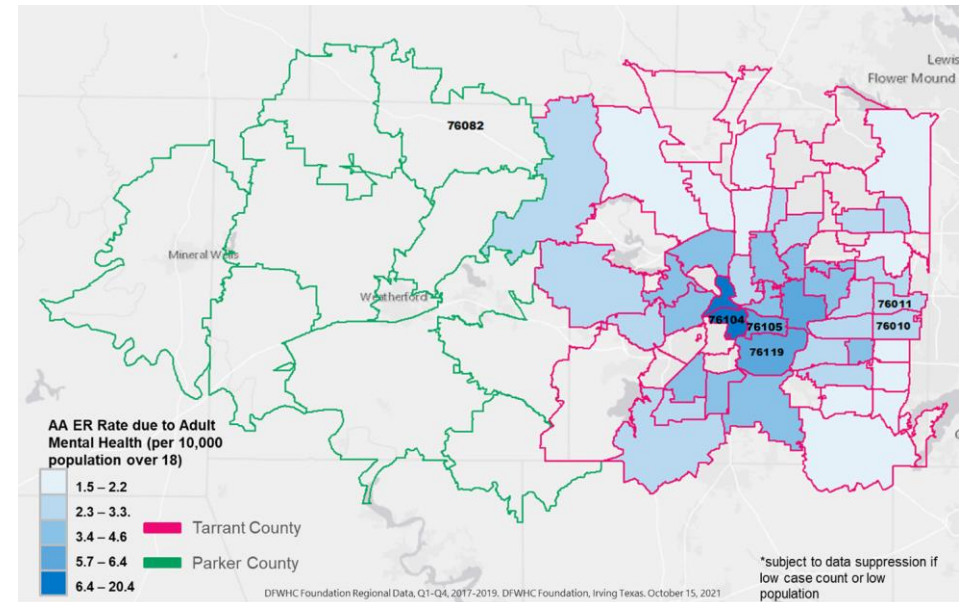 Lewis
Flower Mound
76082
Mineral Wells
Weatherford
76011
76104
76105
76010
76119
AA ER Rate due to Adult
Mental Health (per 10,000
population over 18)
1.5 – 2.2
2.3 – 3.3.
3.4 – 4.6
5.7 – 6.4
6.4 – 20.4
Tarrant County
Parker County
*subject to data suppression if
low case count or low
population
DFWHC Foundation Regional Data, Q1-Q4, 2017-2019. DFWHC Foundation, Irving Texas. October 15, 2021